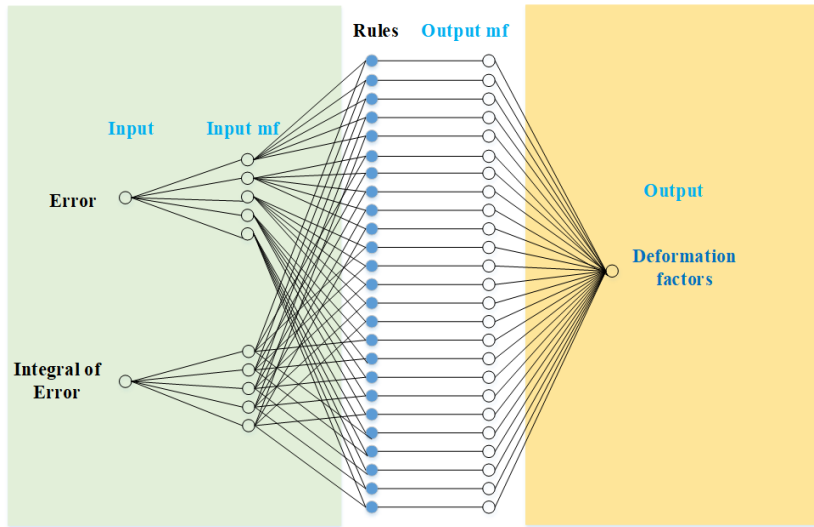 Rules
Output mf
Input
Input mf
Error
Output
Deformation
factors
Integral of
Error